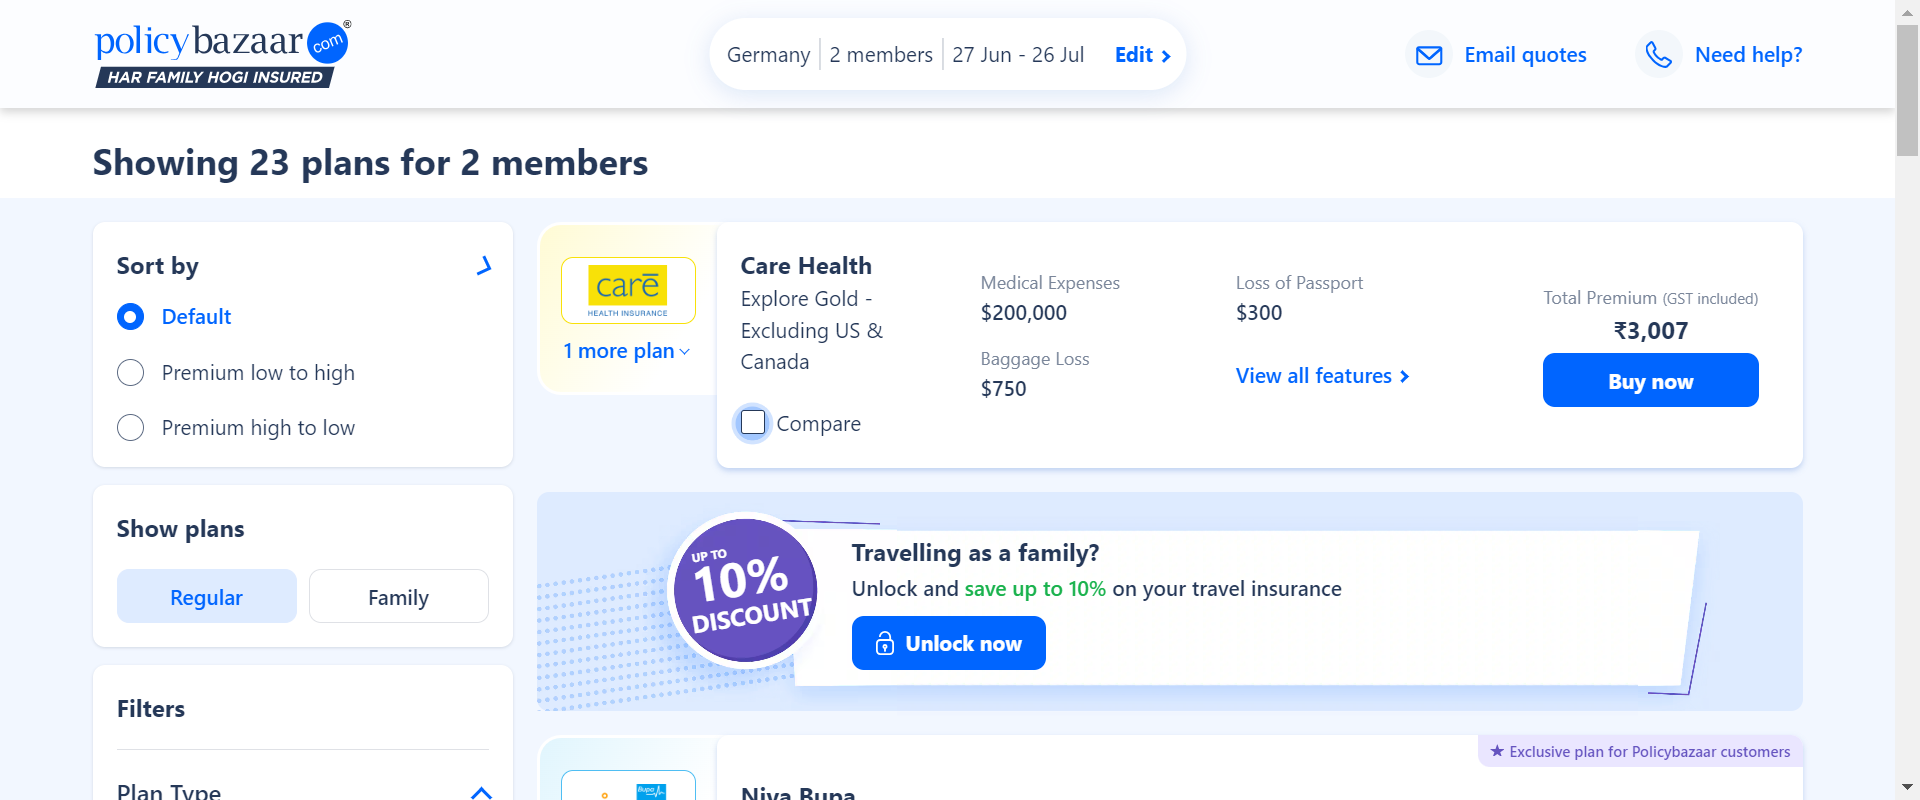 policybazaar.com®
HAR FAMILY HOGI INSURED
Germany | 2 members | 27 Jun - 26 Jul Edit
Email quotes
Need help?
Showing 23 plans for 2 members
Sort by
Default
Premium low to high
Premium high to low
Show plans
Regular
Family
Filters
Plan Type
care
HEALTH INSURANCE
1 more plan
Care Health
Explore Gold -
Excluding US &
Canada
Compare
Medical Expenses
$200,000
Baggage Loss
$750
Loss of Passport
$300
View all features
Total Premium (GST included)
₹3,007
Buy now
UP TO
10%
DISCOUNT
Travelling as a family?
Unlock and save up to 10% on your travel insurance
Unlock now
Exclusive plan for Policybazaar customers
Bupa
Niva Bupa